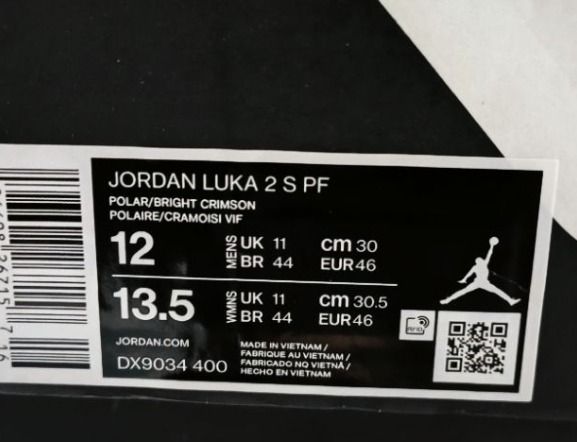 JORDAN LUKA 2 S PF
POLAR/BRIGHT CRIMSON
POLAIRE/CRAMOISI VIF
12 MENS UK 11 cm 30
BR 44 EUR 46
13.5 WMNS UK 11 cm 30.5
BR 44 EUR 46
RFID
JORDAN.COM
DX9034 400
MADE IN VIETNAM /
FABRIQUE AU VIETNAM /
FABRICADO NO VIETNÃ /
HECHO EN VIETNAM